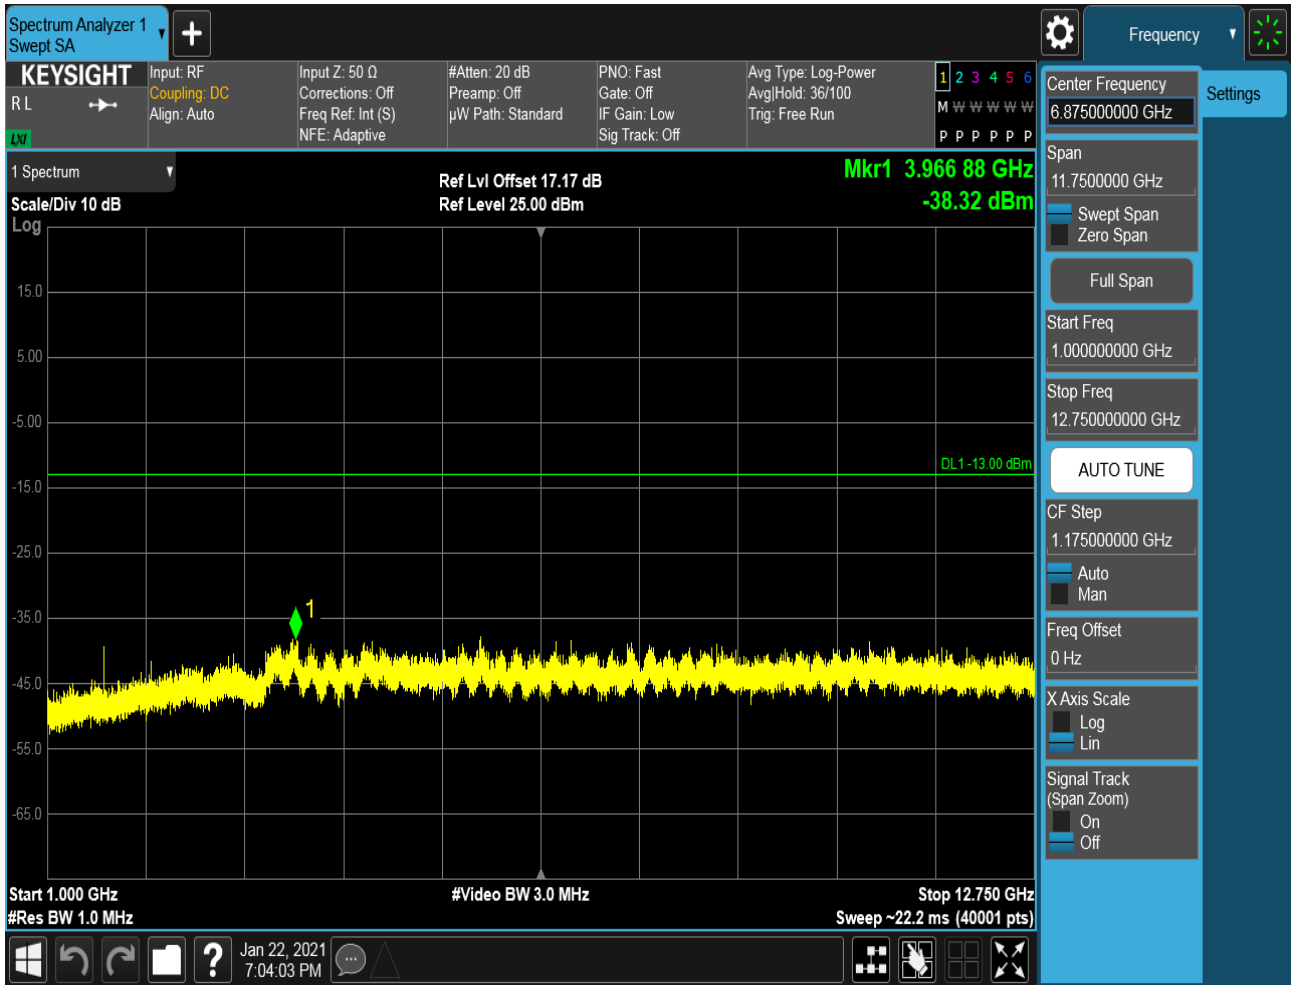 Spectrum Analyzer 1
Swept SA
Frequency
KEYSIGHT
R L
LXI
Input: RF
Coupling: DC
Align: Auto
Input Z: 50 Ω
Corrections: Off
Freq Ref: Int (S)
NFE: Adaptive
#Atten: 20 dB
Preamp: Off
µW Path: Standard
PNO: Fast
Gate: Off
IF Gain: Low
Sig Track: Off
Avg Type: Log-Power
Avg|Hold: 36/100
Trig: Free Run
1 2 3 4 5 6
M W W W W W
P P P P P P
1 Spectrum
Scale/Div 10 dB
Log
Ref Lvl Offset 17.17 dB
Ref Level 25.00 dBm
Mkr1 3.966 88 GHz
-38.32 dBm
15.0
5.00
-5.00
-15.0
-25.0
-35.0
-45.0
-55.0
-65.0
DL1 -13.00 dBm
1
Start 1.000 GHz
#Res BW 1.0 MHz
#Video BW 3.0 MHz
Stop 12.750 GHz
Sweep ~22.2 ms (40001 pts)
Jan 22, 2021
7:04:03 PM
?
Center Frequency
6.875000000 GHz
Settings
Span
11.7500000 GHz
Swept Span
Zero Span
Full Span
Start Freq
1.000000000 GHz
Stop Freq
12.750000000 GHz
AUTO TUNE
CF Step
1.175000000 GHz
Auto
Man
Freq Offset
0 Hz
X Axis Scale
Log
Lin
Signal Track
(Span Zoom)
On
Off